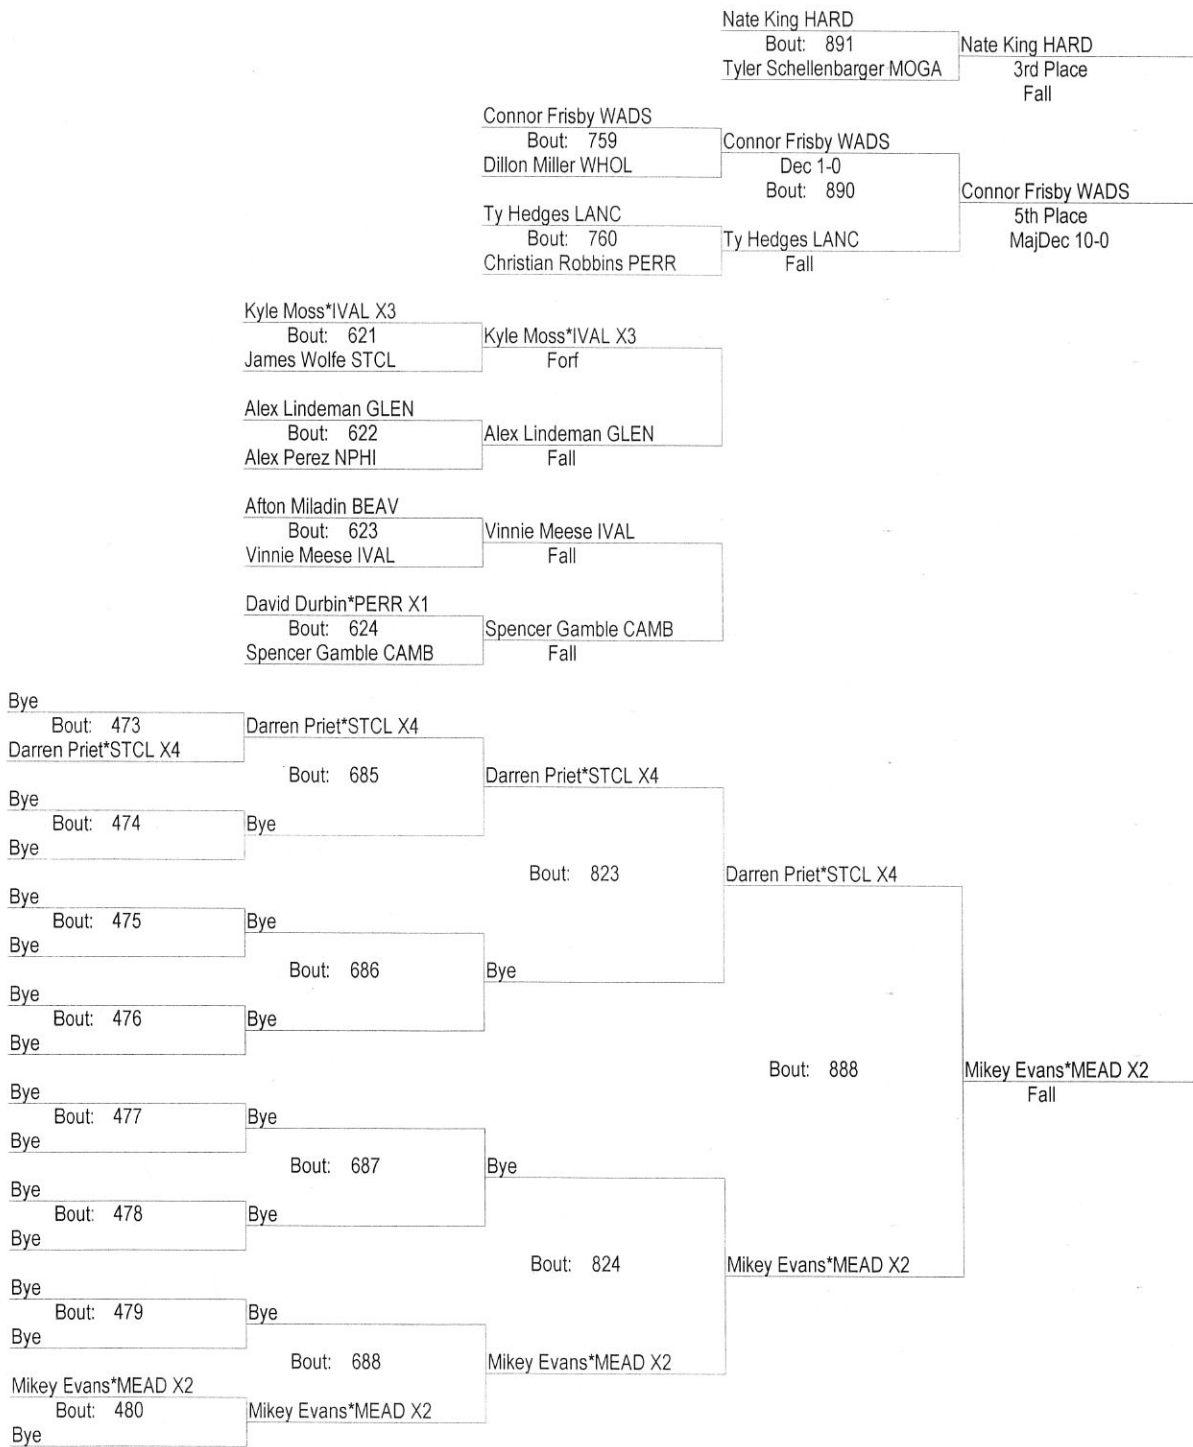 Nate King HARD
Bout: 891
Tyler Schellenbarger MOGA
Nate King HARD
3rd Place
Fall
Connor Frisby WADS
Bout: 759
Dillon Miller WHOL
Connor Frisby WADS
Dec 1-0
Bout: 890
Connor Frisby WADS
5th Place
MajDec 10-0
Ty Hedges LANC
Bout: 760
Christian Robbins PERR
Ty Hedges LANC
Fall
Kyle Moss*IVAL X3
Bout: 621
James Wolfe STCL
Kyle Moss*IVAL X3
Forf
Alex Lindeman GLEN
Bout: 622
Alex Perez NPHI
Alex Lindeman GLEN
Fall
Afton Miladin BEAV
Bout: 623
Vinnie Meese IVAL
Vinnie Meese IVAL
Fall
David Durbin*PERR X1
Bout: 624
Spencer Gamble CAMB
Spencer Gamble CAMB
Fall
Bye
Bout: 473
Darren Priet*STCL X4
Darren Priet*STCL X4
Bout: 685
Darren Priet*STCL X4
Bye
Bout: 474
Bye
Bye
Bout: 823
Darren Priet*STCL X4
Bye
Bout: 475
Bye
Bye
Bout: 686
Bye
Bye
Bout: 476
Bye
Bye
Bout: 888
Mikey Evans*MEAD X2
Fall
Bye
Bout: 477
Bye
Bye
Bout: 687
Bye
Bye
Bout: 478
Bye
Bye
Bout: 824
Mikey Evans*MEAD X2
Bye
Bout: 479
Bye
Bye
Bout: 688
Mikey Evans*MEAD X2
Mikey Evans*MEAD X2
Bout: 480
Bye
Mikey Evans*MEAD X2